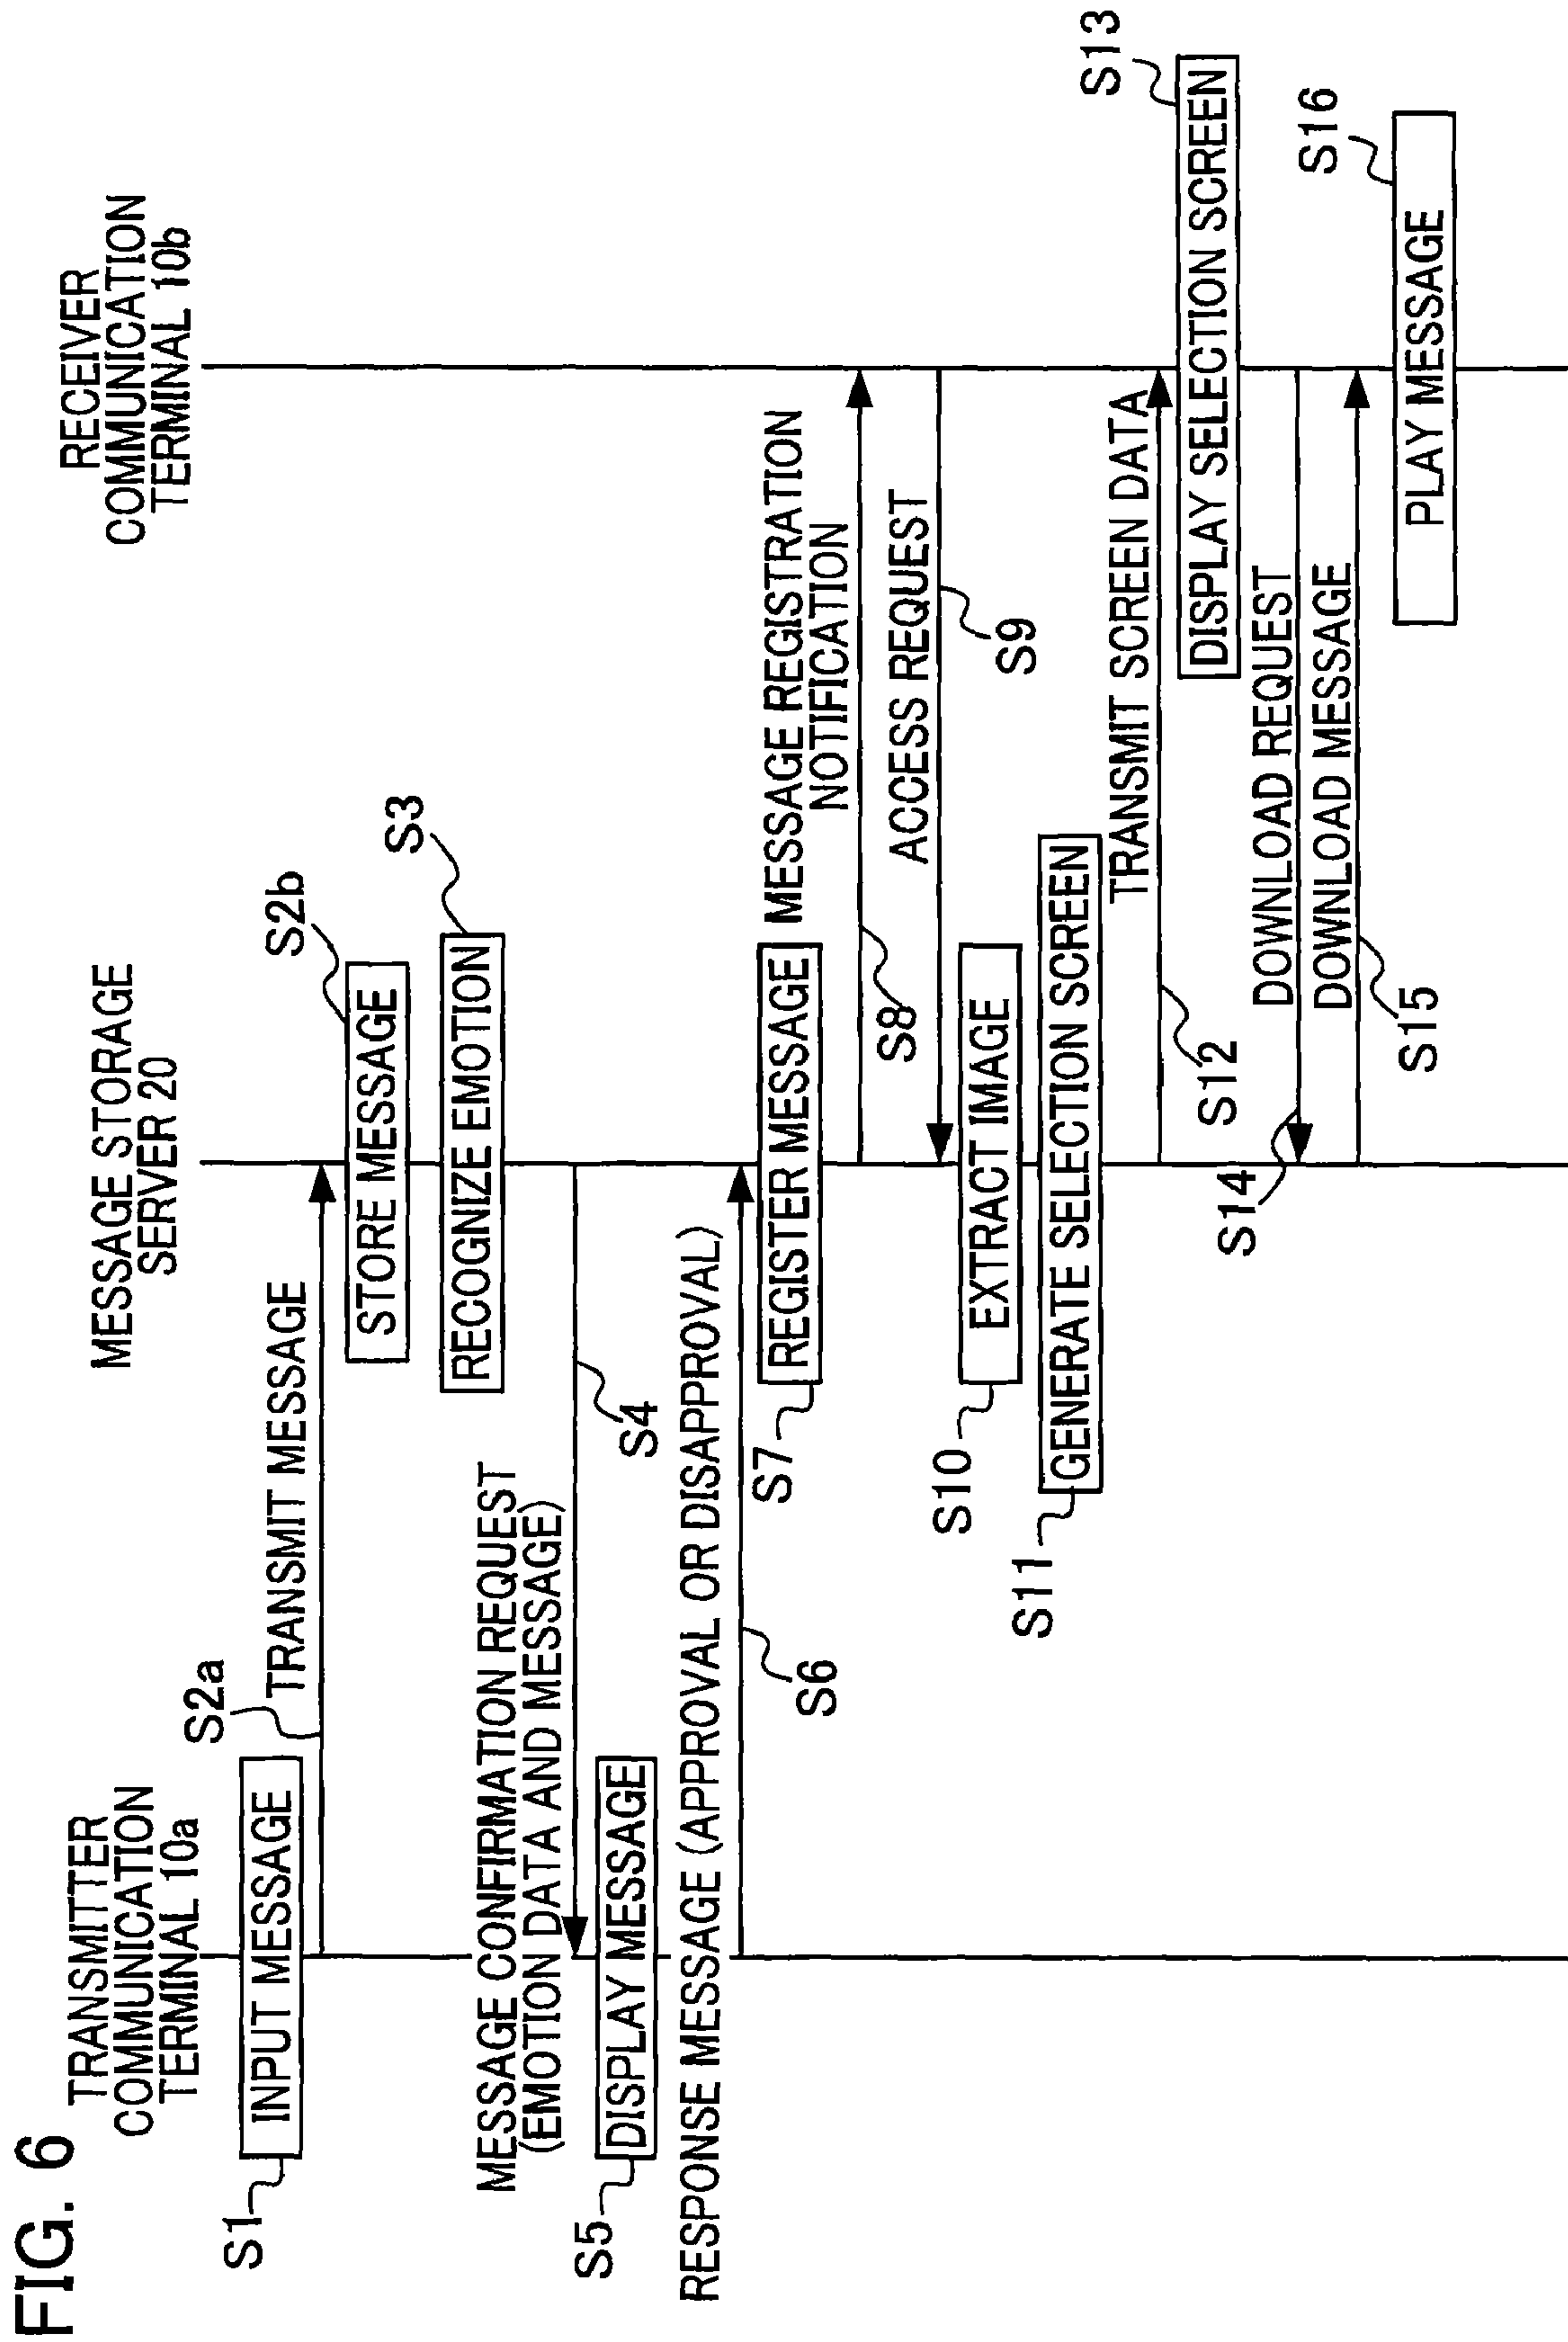 FIG. 6
TRANSMITTER
COMMUNICATION
TERMINAL 10a
MESSAGE STORAGE
SERVER 20
RECEIVER
COMMUNICATION
TERMINAL 10b
S1
INPUT MESSAGE
S2a
TRANSMIT MESSAGE
S2b
STORE MESSAGE
S3
RECOGNIZE EMOTION
MESSAGE CONFIRMATION REQUEST
(EMOTION DATA AND MESSAGE)
S4
S5
DISPLAY MESSAGE
RESPONSE MESSAGE (APPROVAL OR DISAPPROVAL)
S6
S7
REGISTER MESSAGE
MESSAGE REGISTRATION
NOTIFICATION
S8
ACCESS REQUEST
S9
S10
EXTRACT IMAGE
S11
GENERATE SELECTION SCREEN
TRANSMIT SCREEN DATA
S12
S13
DISPLAY SELECTION SCREEN
DOWNLOAD REQUEST
S14
DOWNLOAD MESSAGE
S15
S16
PLAY MESSAGE